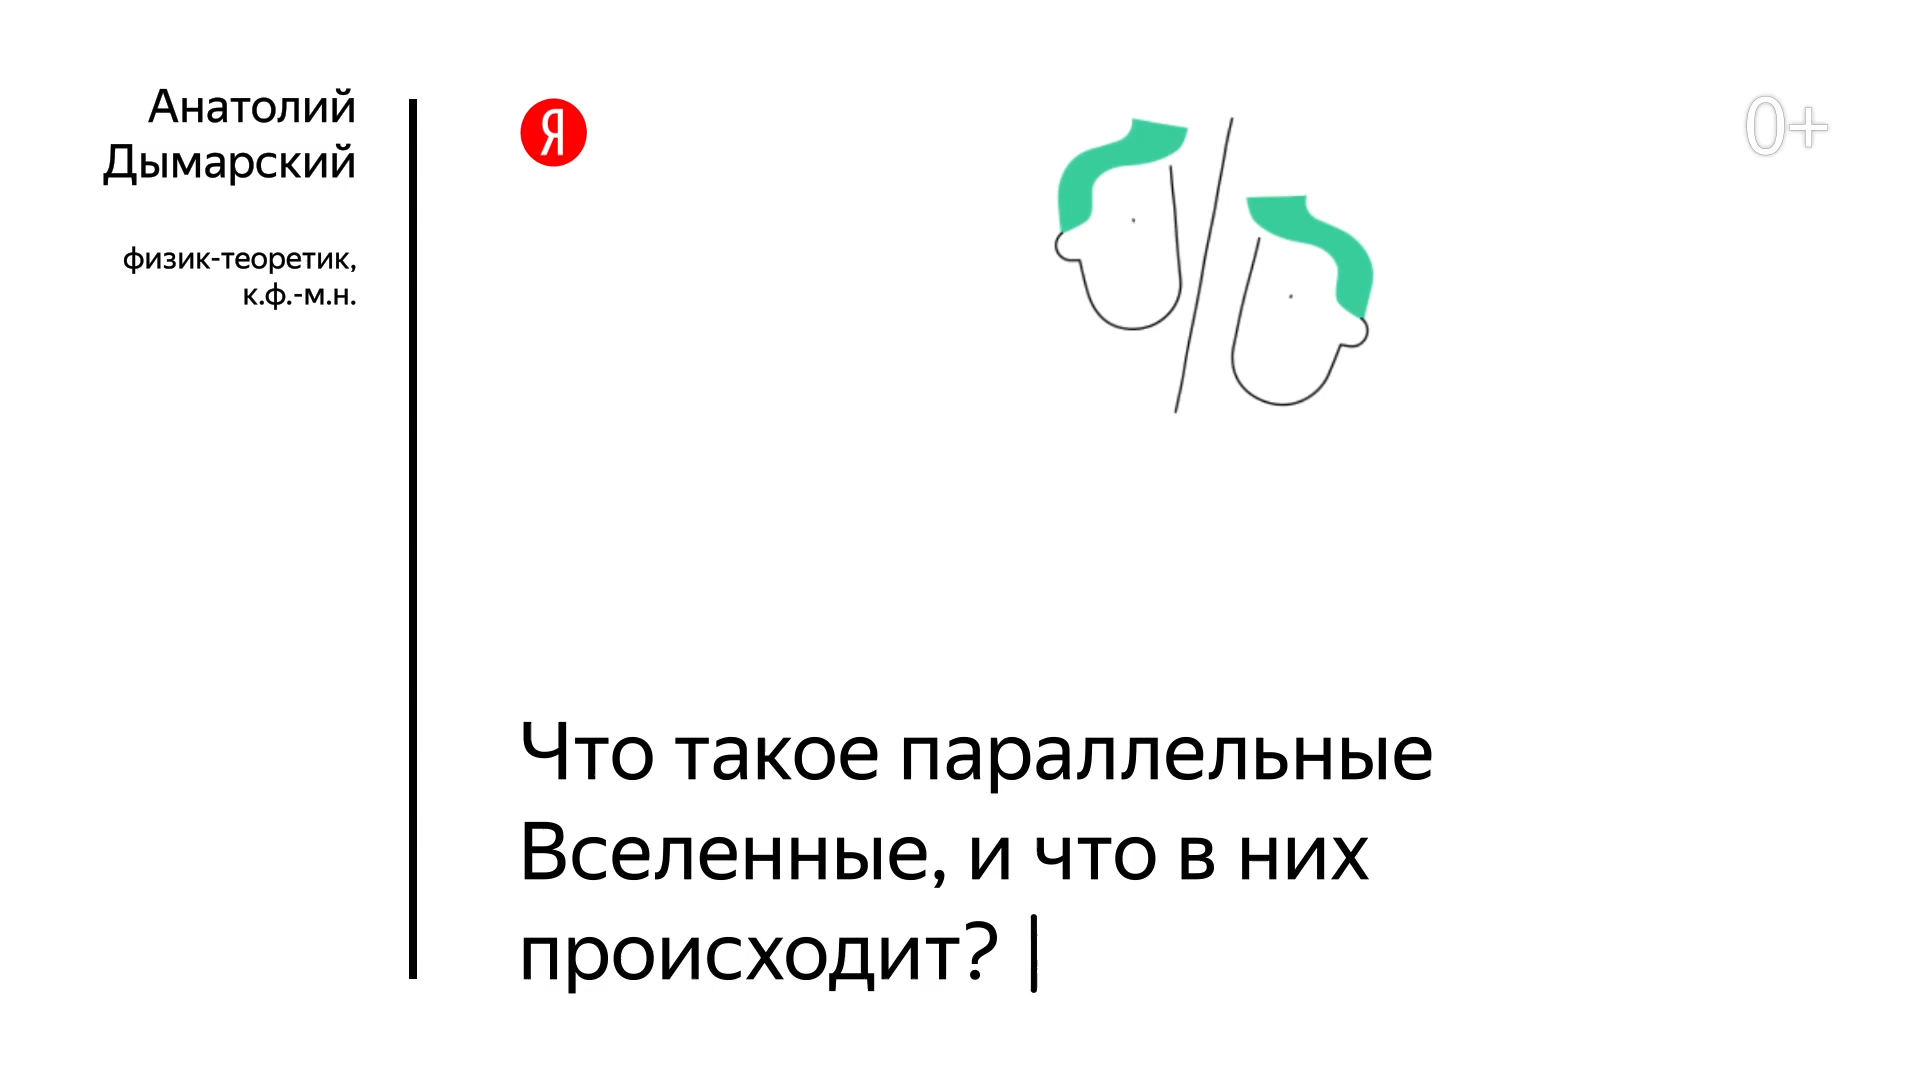 Анатолий
Дымарский
физик-теоретик,
к.ф.-м.н.
Я
0+
Что такое параллельные
Вселенные, и что в них
происходит?